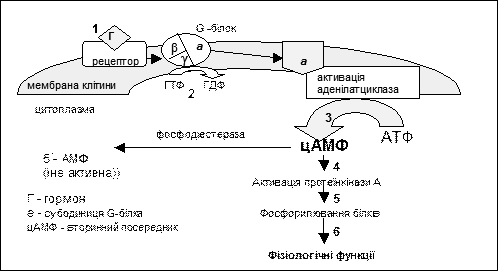 1
Г
G -білок
рецептор
β
а
γ
а
мембрана клітини
ГТФ
ГДФ
2
активація
аденілатциклаза
цитоплазма
3
АТФ
фосфодіестераза
цАМФ
5'- АМФ
(не активна))
4
Активація протеїнкінази А
Г - гормон
5
а - субодиниця G-білка
Фосфорилювання білків
цАМФ - вторинний посередник
6
Фізіологічні функції